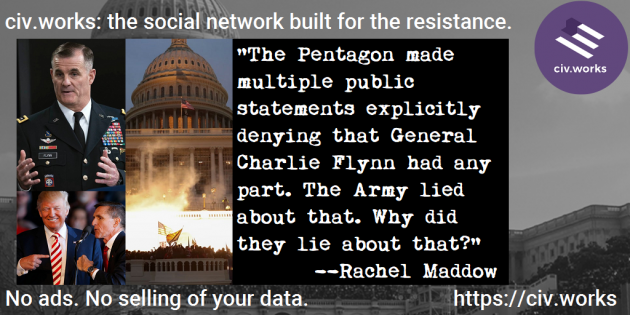 civ.works: the social network built for the resistance.
civ.works
"The Pentagon made
multiple public
statements explicitly
denying that General
Charlie Flynn had any
part. The Army lied
about that. Why did
they lie about that?"
--Rachel Maddow
No ads. No selling of your data.
https://civ.works